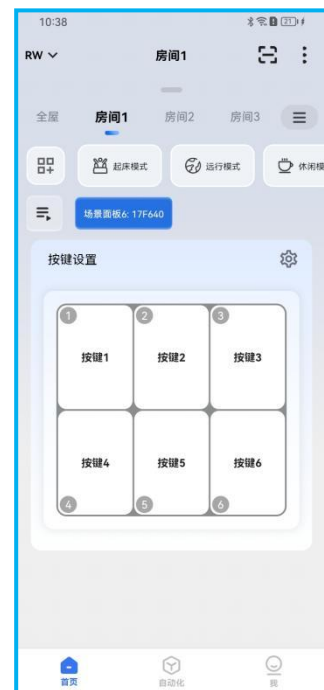 10:38
21
RW
房间1
全屋 房间1 房间2 房间3
起床模式 运行模式 休闲模
场景面板6: 17F640
按键设置
1 2 3
按键1 按键2 按键3
按键4 按键5 按键6
4 5 6
首页 自动化 我